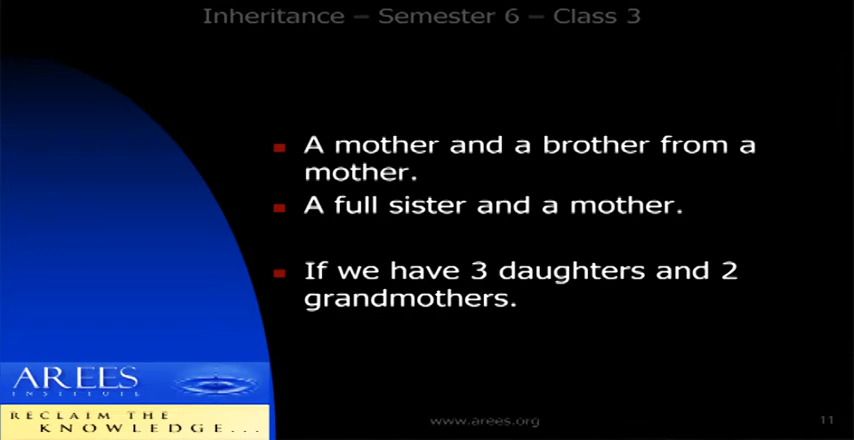 Inheritance – Semester 6 – Class 3
A mother and a brother from a
mother.
A full sister and a mother.
If we have 3 daughters and 2
grandmothers.
AREES
INSTITUTE
RECLAIM THE
KNOWLEDGE...
www.arees.org
11